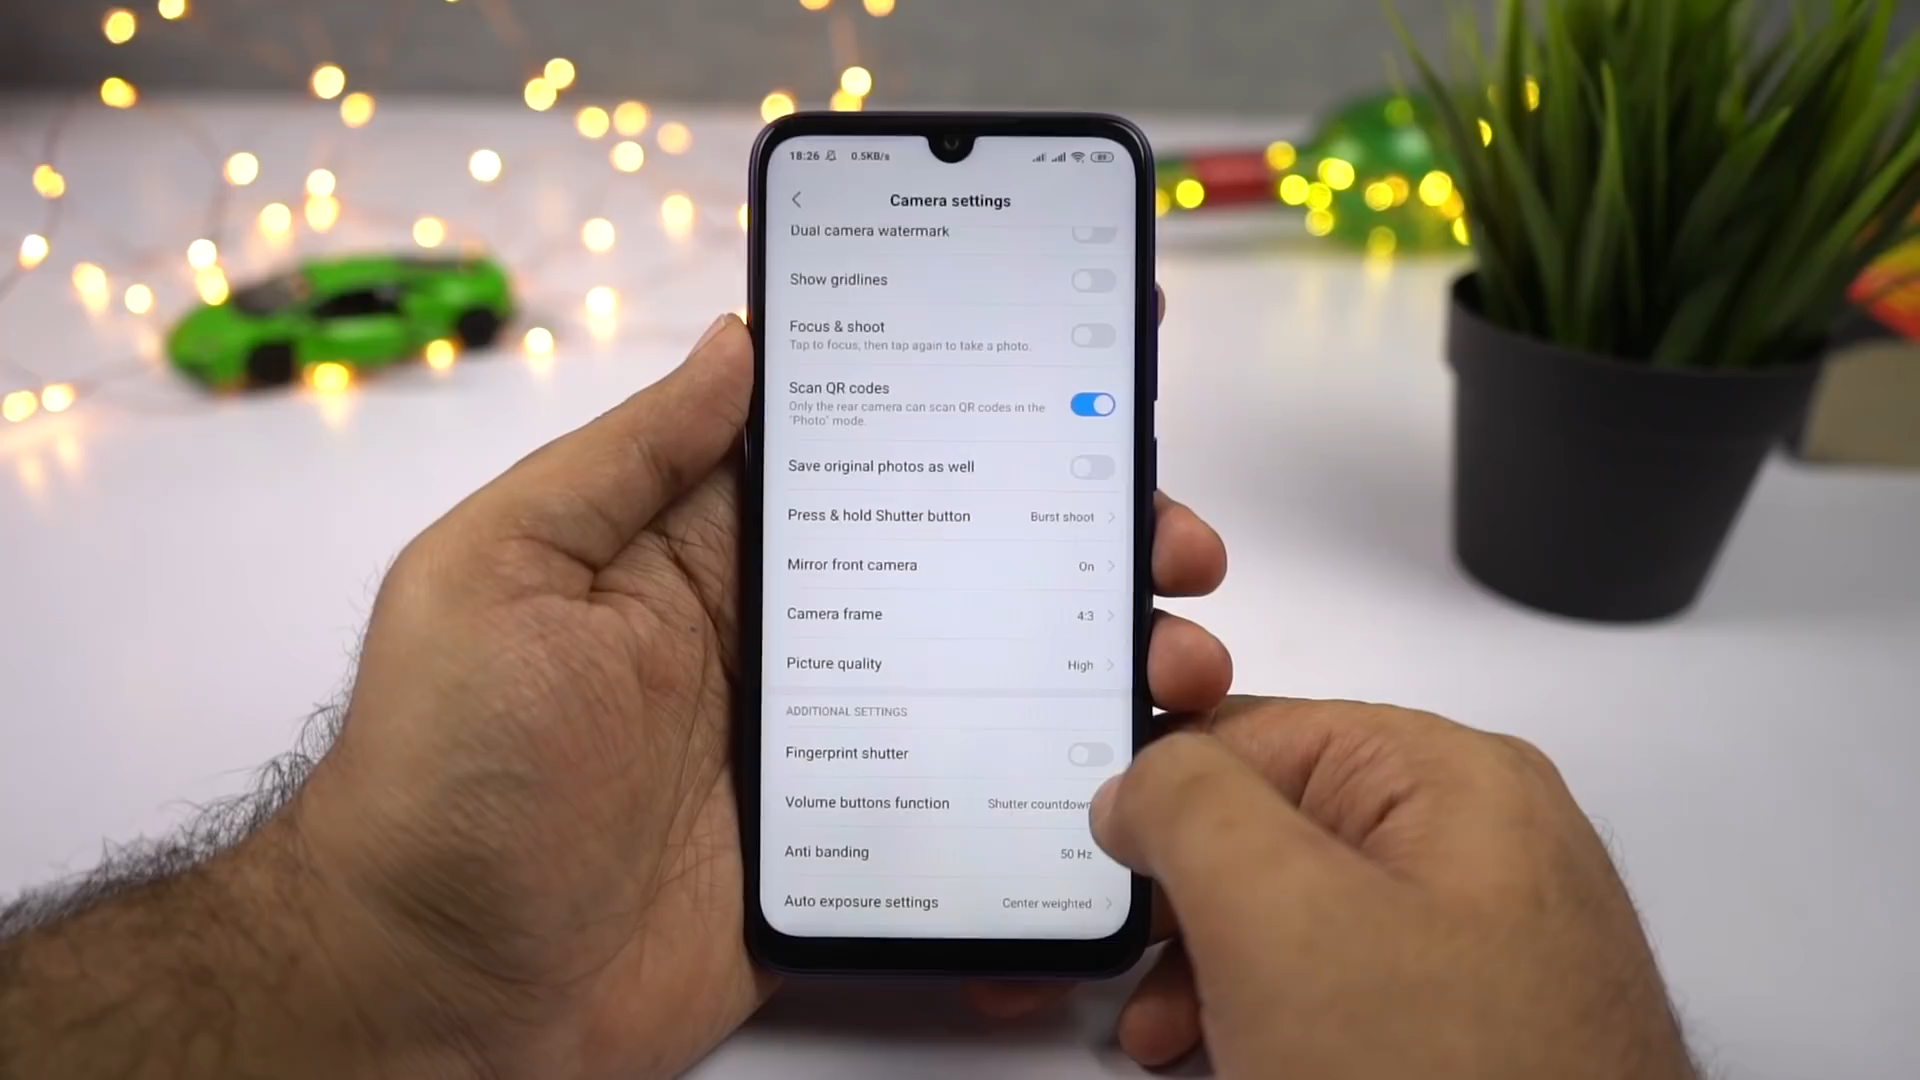 18:26 0.5KB/s 89
Camera settings
Dual camera watermark
Show gridlines
Focus & shoot
Tap to focus, then tap again to take a photo.
Scan QR codes
Only the rear camera can scan QR codes in the
'Photo' mode.
Save original photos as well
Press & hold Shutter button Burst shoot
Mirror front camera On
Camera frame 4:3
Picture quality High
ADDITIONAL SETTINGS
Fingerprint shutter
Volume buttons function Shutter countdown
Anti banding 50 Hz
Auto exposure settings Center weighted